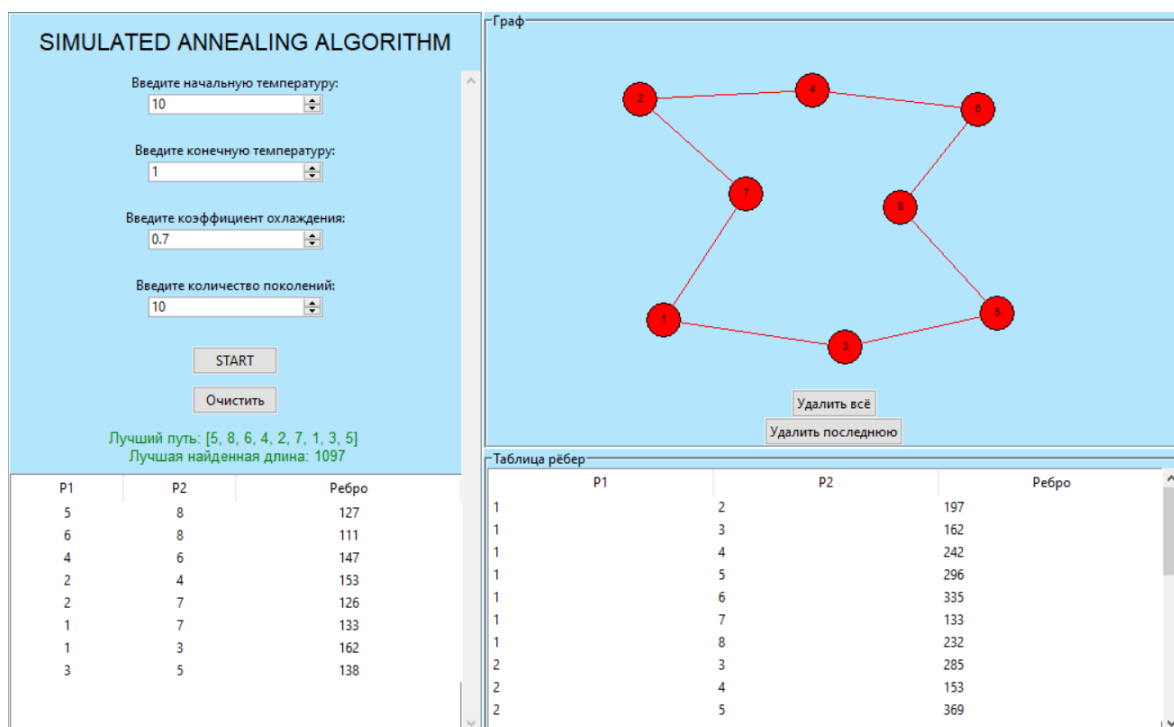 SIMULATED ANNEALING ALGORITHM
Введите начальную температуру:
10
Введите конечную температуру:
1
Введите коэффициент охлаждения:
0.7
Введите количество поколений:
10
START
Очистить
Лучший путь: [5, 8, 6, 4, 2, 7, 1, 3, 5]
Лучшая найденная длина: 1097
P1 P2 Ребро
5 8 127
6 8 111
4 6 147
2 4 153
2 7 126
1 7 133
1 3 162
3 5 138
Граф
4
2
6
7
8
5
1
3
Удалить всё
Удалить последнюю
Таблица рёбер
P1 P2 Ребро
1 2 197
1 3 162
1 4 242
1 5 296
1 6 335
1 7 133
1 8 232
2 3 285
2 4 153
2 5 369